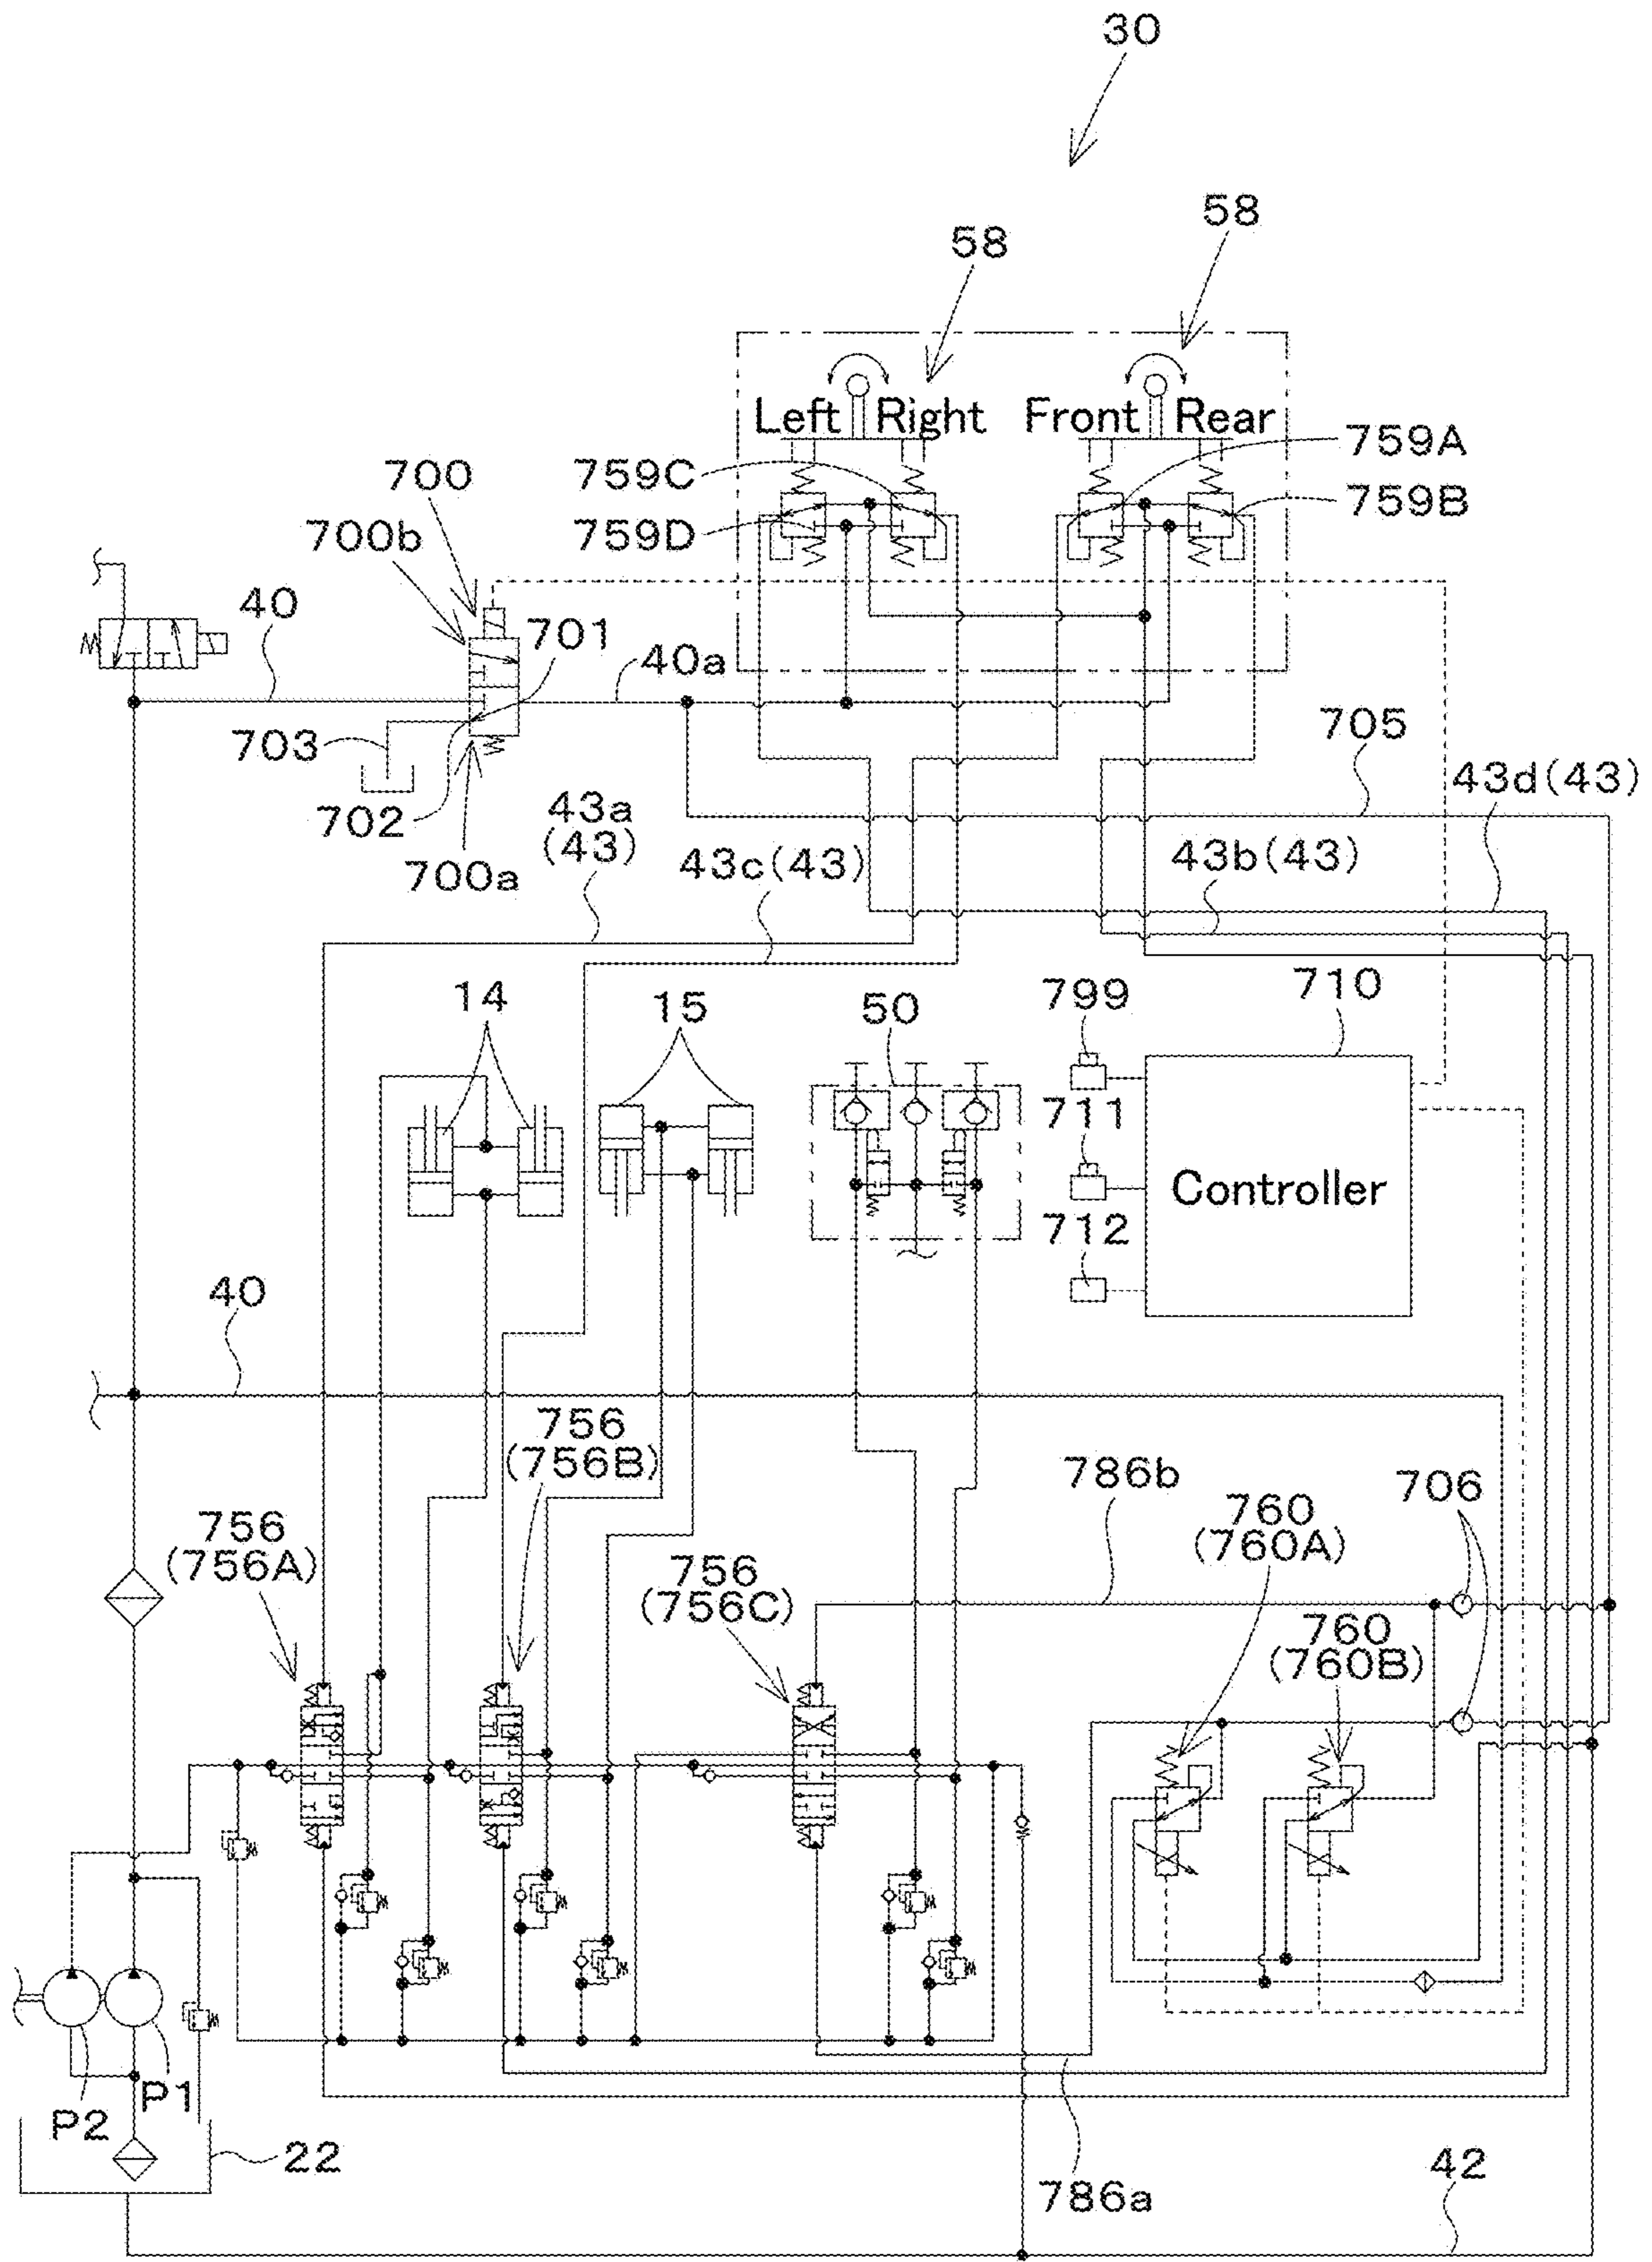 30
58
58
Left Right
Front Rear
759A
700
759C
759B
700b
759D
40
701
40a
703
705
702
43a
(43)
43d(43)
700a
43c(43)
43b(43)
14
15
50
799
710
711
Controller
712
40
756
(756B)
786b
706
756
(756A)
760
(760A)
756
(756C)
760
(760B)
P1
P2
22
786a
42